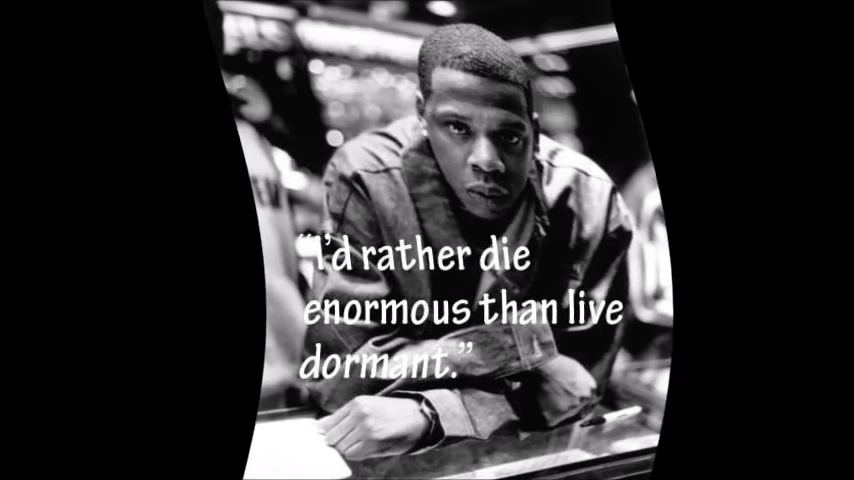 “I’d rather die
enormous than live
dormant.”